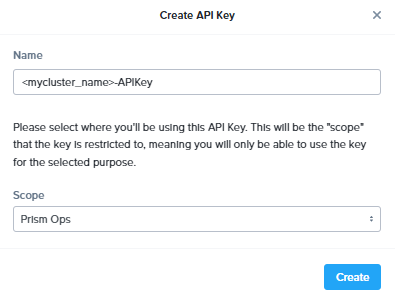 Create API Key
Name
<mycluster_name>-APIKey
Please select where you'll be using this API Key. This will be the "scope"
that the key is restricted to, meaning you will only be able to use the key
for the selected purpose.
Scope
Prism Ops
Create